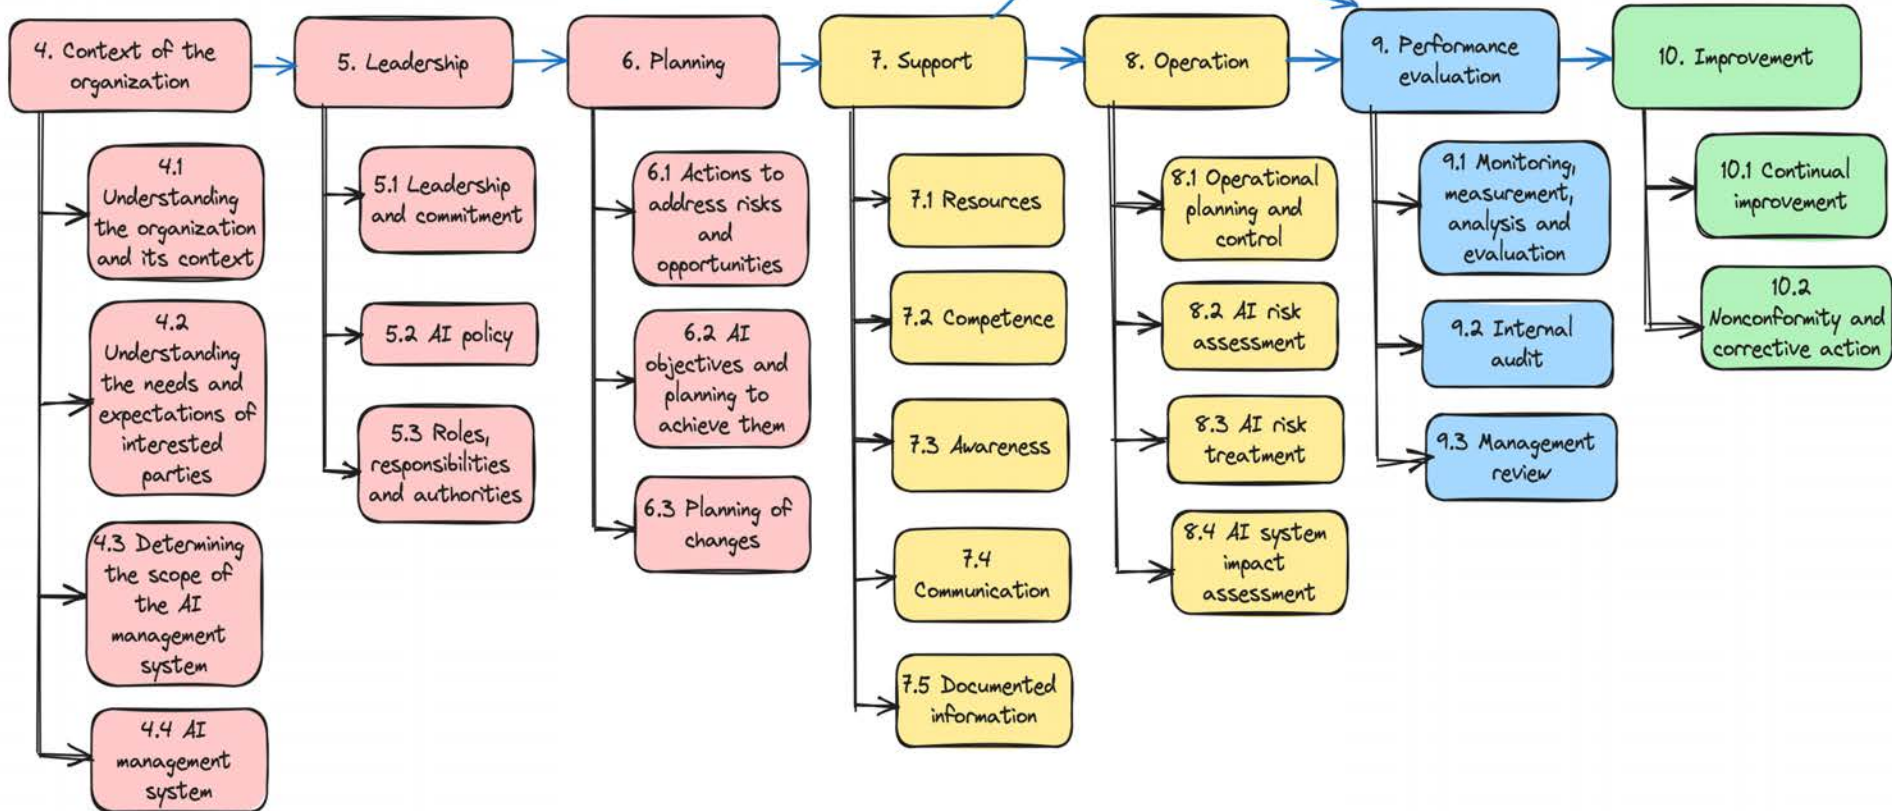 4. Context of the
organization
5. Leadership
6. Planning
7. Support
8. Operation
9. Performance
evaluation
10. Improvement
4.1
Understanding
the organization
and its context
4.2
Understanding
the needs and
expectations of
interested
parties
4.3 Determining
the scope of
the AI
management
system
4.4 AI
management
system
5.1 Leadership
and commitment
5.2 AI policy
5.3 Roles,
responsibilities
and authorities
6.1 Actions to
address risks
and
opportunities
6.2 AI
objectives and
planning to
achieve them
6.3 Planning of
changes
7.1 Resources
7.2 Competence
7.3 Awareness
7.4
Communication
7.5 Documented
information
8.1 Operational
planning and
control
8.2 AI risk
assessment
8.3 AI risk
treatment
8.4 AI system
impact
assessment
9.1 Monitoring,
measurement,
analysis and
evaluation
9.2 Internal
audit
9.3 Management
review
10.1 Continual
improvement
10.2
Nonconformity and
corrective action